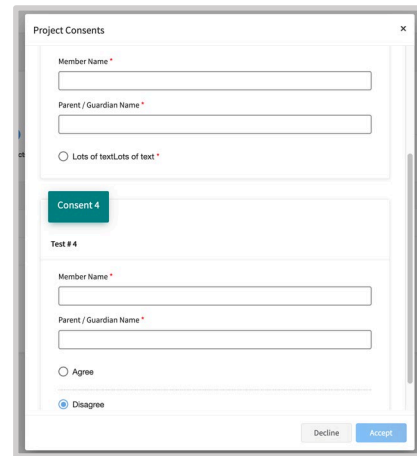 Project Consents ×
Member Name *
Parent / Guardian Name *
Lots of textLots of text *
Consent 4
Test # 4
Member Name *
Parent / Guardian Name *
Agree
Disagree
Decline Accept